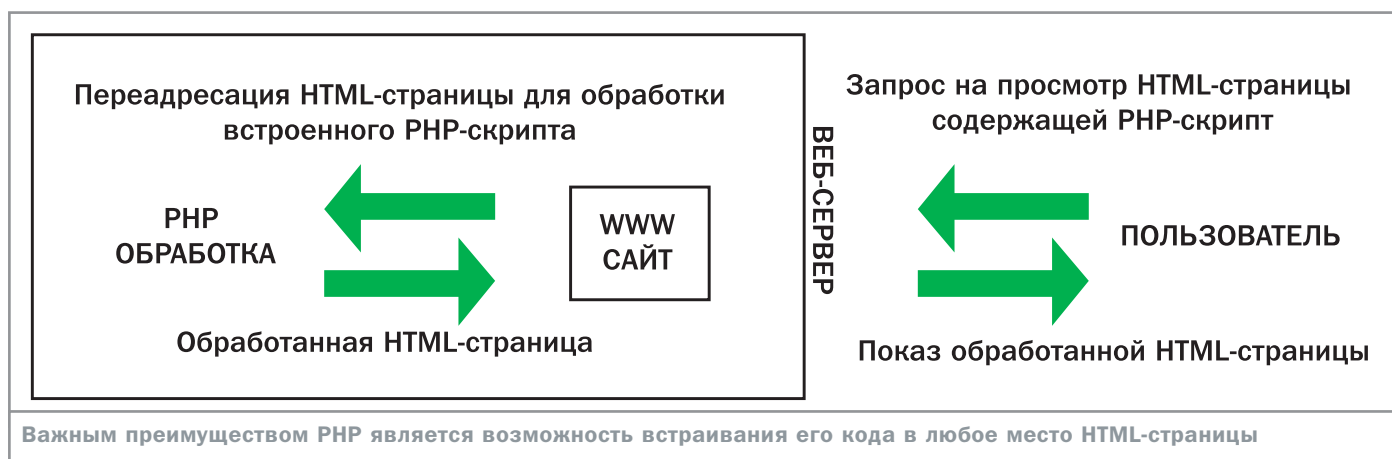 Переадресация HTML-страницы для обработки
встроенного PHP-скрипта
PHP
ОБРАБОТКА
WWW
САЙТ
Обработанная HTML-страница
ВЕБ-СЕРВЕР
Запрос на просмотр HTML-страницы
содержащей PHP-скрипт
ПОЛЬЗОВАТЕЛЬ
Показ обработанной HTML-страницы
Важным преимуществом PHP является возможность встраивания его кода в любое место HTML-страницы